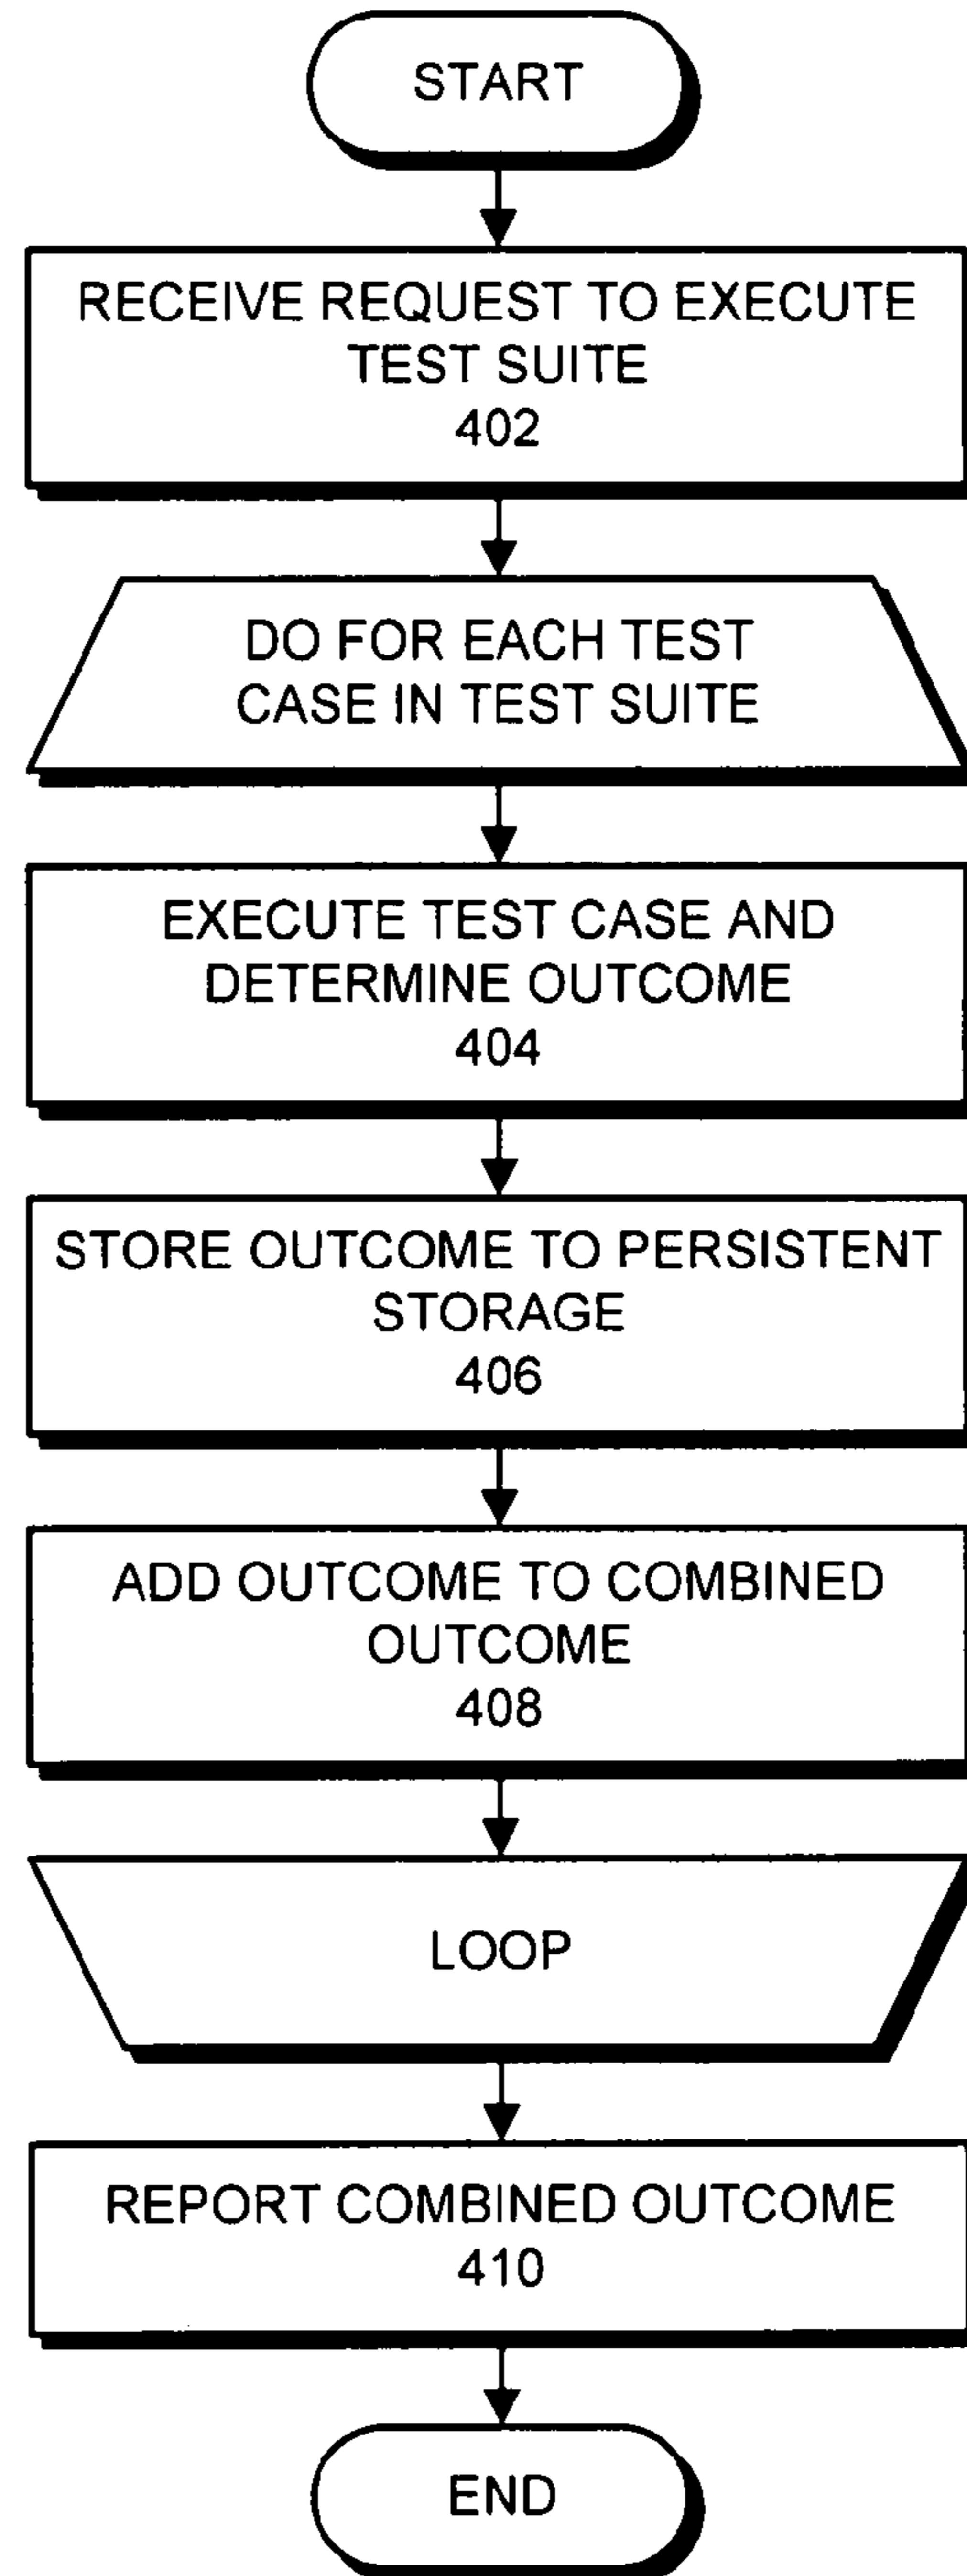 START
RECEIVE REQUEST TO EXECUTE
TEST SUITE
402
DO FOR EACH TEST
CASE IN TEST SUITE
EXECUTE TEST CASE AND
DETERMINE OUTCOME
404
STORE OUTCOME TO PERSISTENT
STORAGE
406
ADD OUTCOME TO COMBINED
OUTCOME
408
LOOP
REPORT COMBINED OUTCOME
410
END